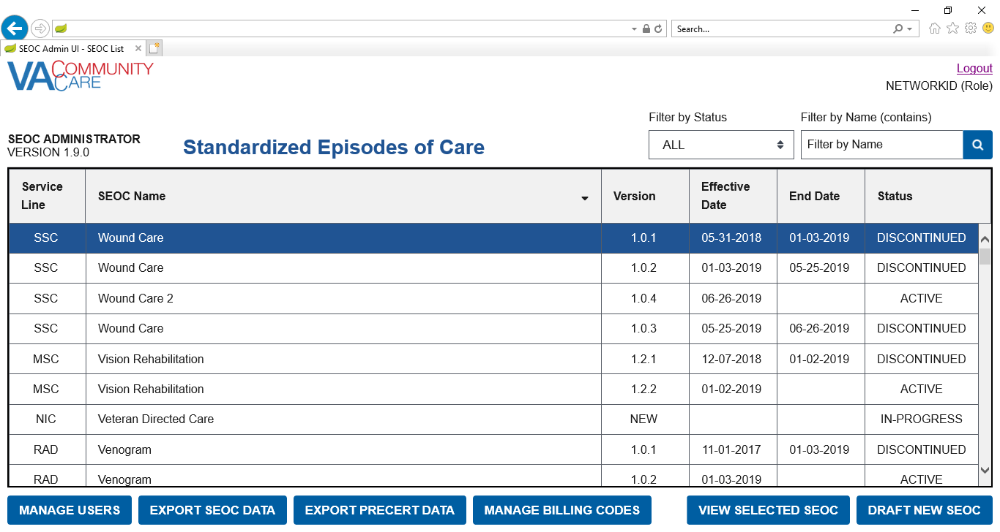 Search...
SEOC Admin UI - SEOC List
VA COMMUNITY CARE
Logout
NETWORKID (Role)
Filter by Status
Filter by Name (contains)
SEOC ADMINISTRATOR
VERSION 1.9.0
Standardized Episodes of Care
ALL
Filter by Name
Service Line SEOC Name Version Effective Date End Date Status
SSC Wound Care 1.0.1 05-31-2018 01-03-2019 DISCONTINUED
SSC Wound Care 1.0.2 01-03-2019 05-25-2019 DISCONTINUED
SSC Wound Care 2 1.0.4 06-26-2019 ACTIVE
SSC Wound Care 1.0.3 05-25-2019 06-26-2019 DISCONTINUED
MSC Vision Rehabilitation 1.2.1 12-07-2018 01-02-2019 DISCONTINUED
MSC Vision Rehabilitation 1.2.2 01-02-2019 ACTIVE
NIC Veteran Directed Care NEW IN-PROGRESS
RAD Venogram 1.0.1 11-01-2017 01-03-2019 DISCONTINUED
RAD Venogram 1.0.2 01-03-2019 ACTIVE
MANAGE USERS EXPORT SEOC DATA EXPORT PRECERT DATA MANAGE BILLING CODES VIEW SELECTED SEOC DRAFT NEW SEOC